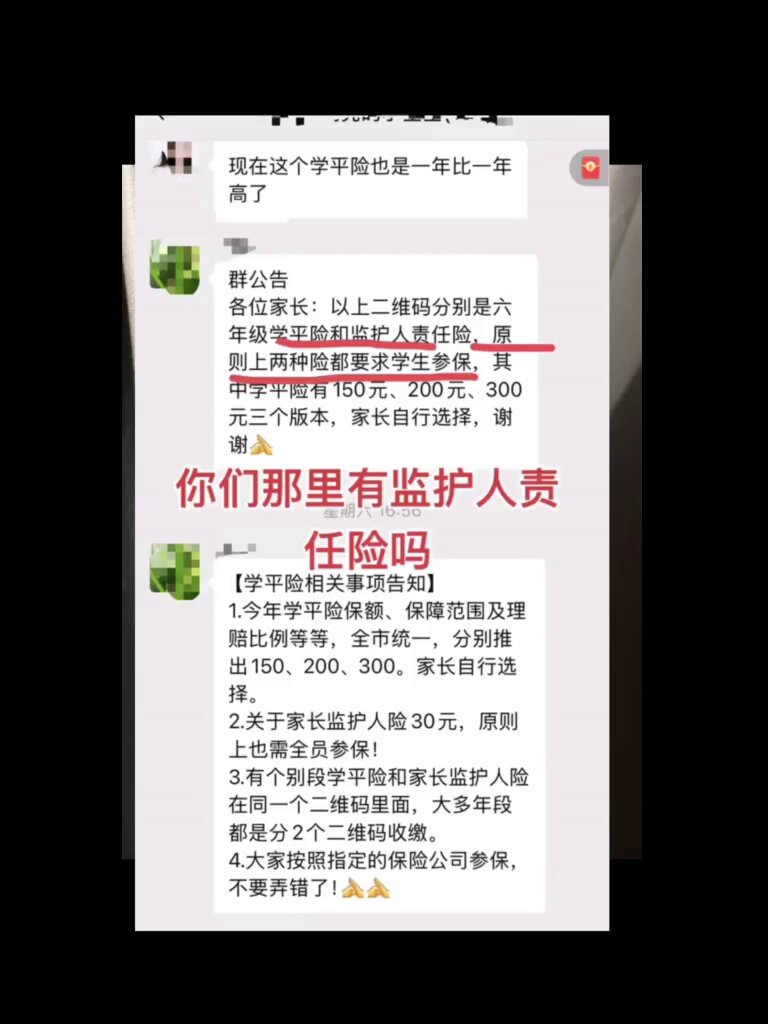 现在这个学平险也是一年比一年
高了
群公告
各位家长：以上二维码分别是六
年级学平险和监护人责任险，原
则上两种险都要求学生参保，其
中学平险有150元、200元、300
元三个版本，家长自行选择，谢
谢
你们那里有监护人责
任险吗
星期六 16:56
【学平险相关事项告知】
1.今年学平险保额、保障范围及理
赔比例等等，全市统一，分别推
出150、200、300。家长自行选
择。
2.关于家长监护人险30元，原则
上也需全员参保！
3.有个别段学平险和家长监护人险
在同一个二维码里面，大多年段
都是分2个二维码收缴。
4.大家按照指定的保险公司参保，
不要弄错了！